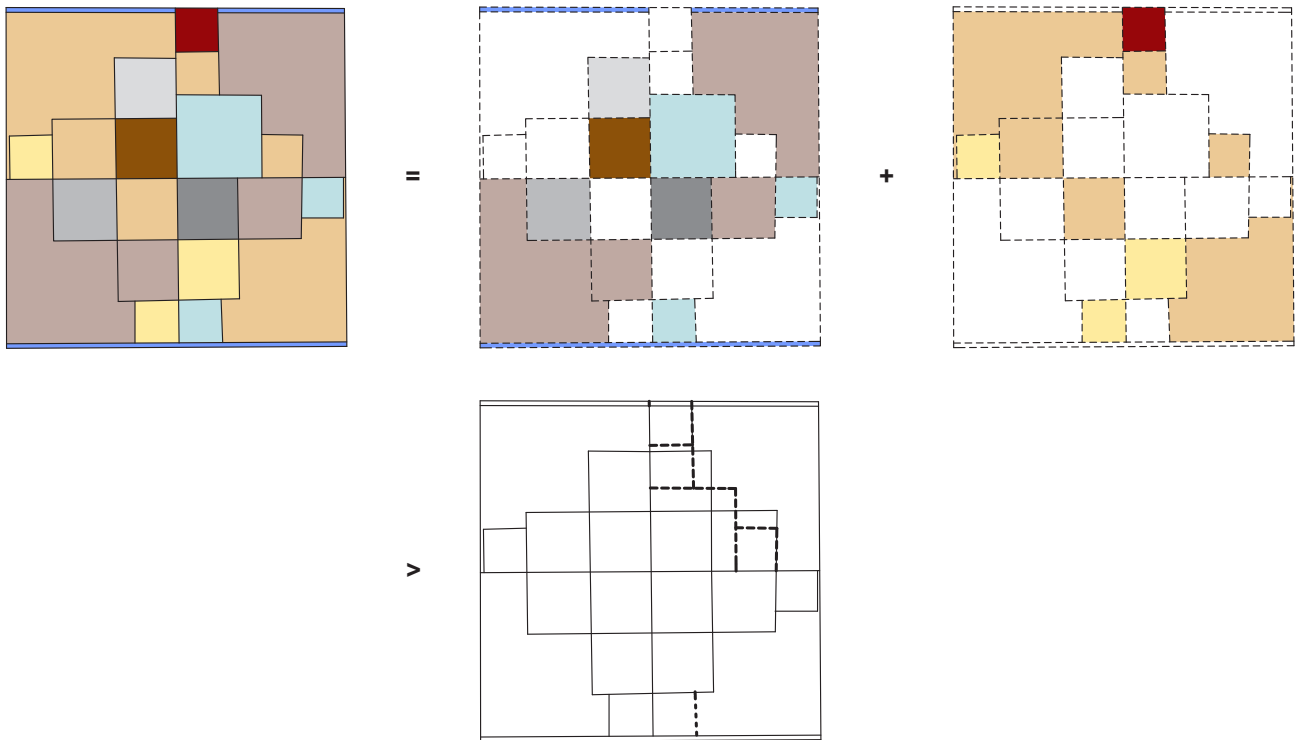 = +
>